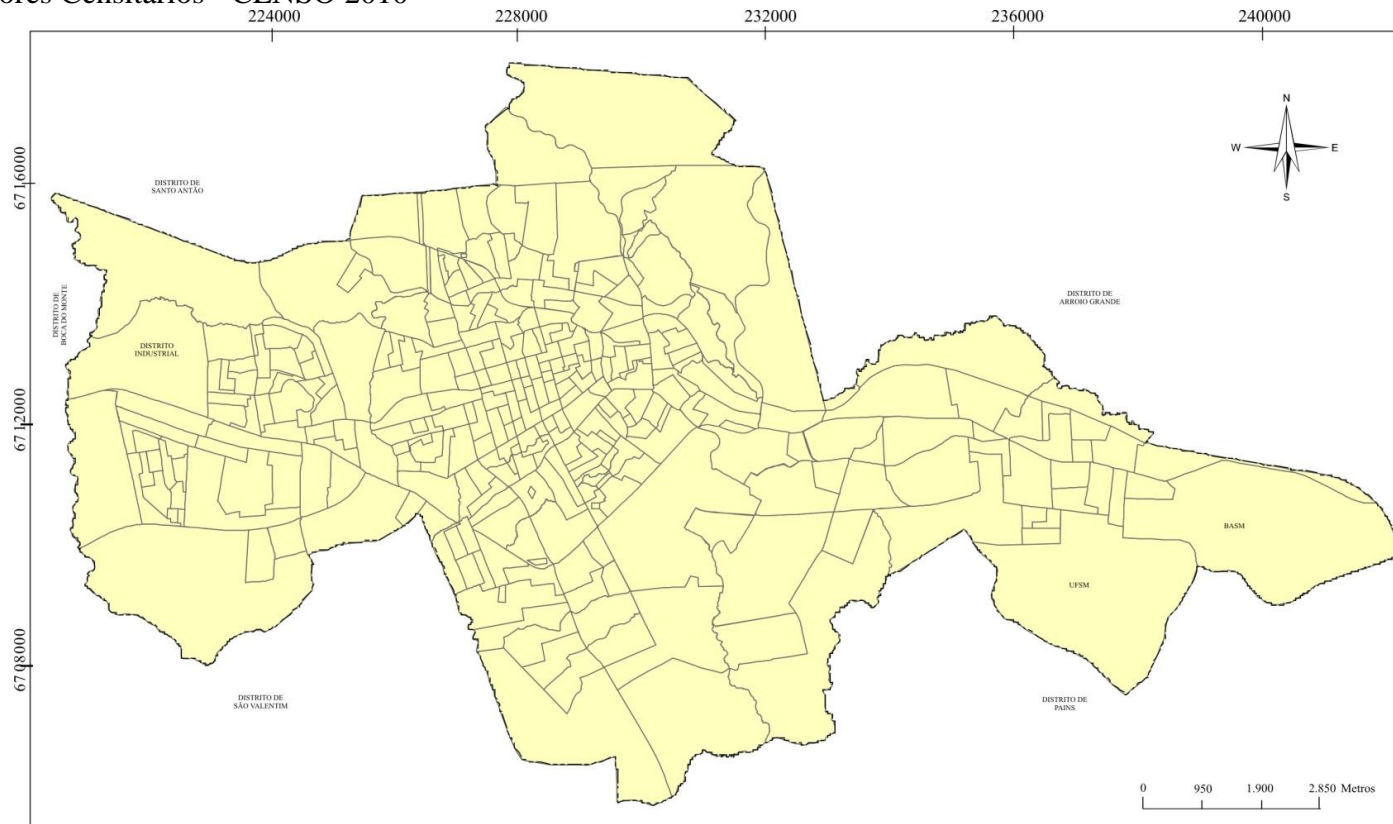 ores Censitários - CENSO 2010
224000
228000
232000
236000
240000
6716000
6712000
6708000
N
W
E
S
DISTRITO DE
SANTO ANTÃO
DISTRITO DE
BOCA DO MONTE
DISTRITO
INDUSTRIAL
DISTRITO DE
ARROIO GRANDE
BASM
UFSM
DISTRITO DE
SÃO VALENTIM
DISTRITO DE
PAINS
0 950 1.900 2.850 Metros